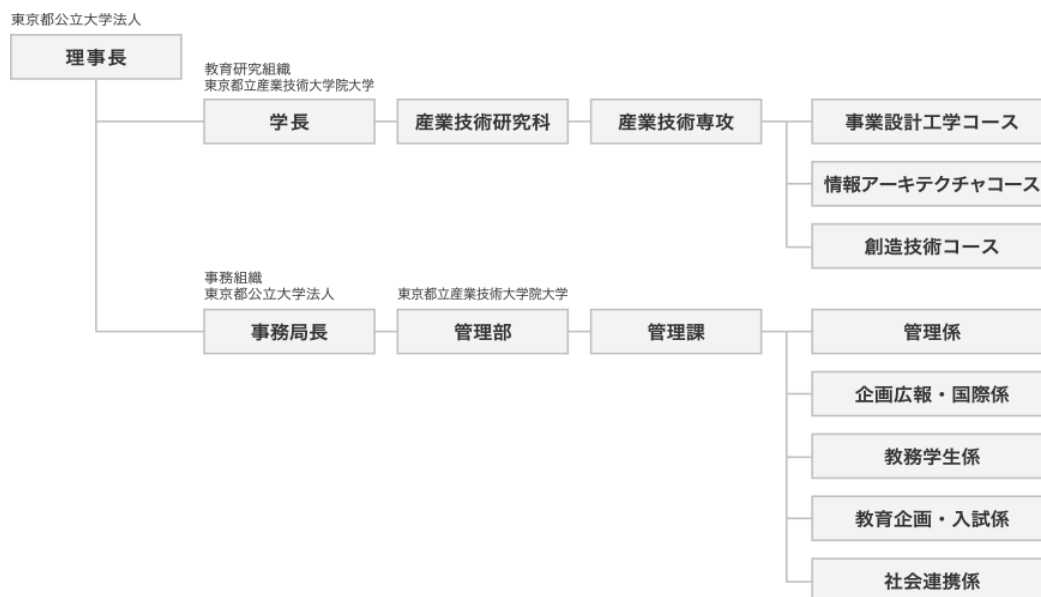 東京都公立大学法人
理事長
教育研究組織
東京都立産業技術大学院大学
学長
産業技術研究科
産業技術専攻
事業設計工学コース
情報アーキテクチャコース
創造技術コース
事務組織
東京都公立大学法人
東京都立産業技術大学院大学
事務局長
管理部
管理課
管理係
企画広報・国際係
教務学生係
教育企画・入試係
社会連携係